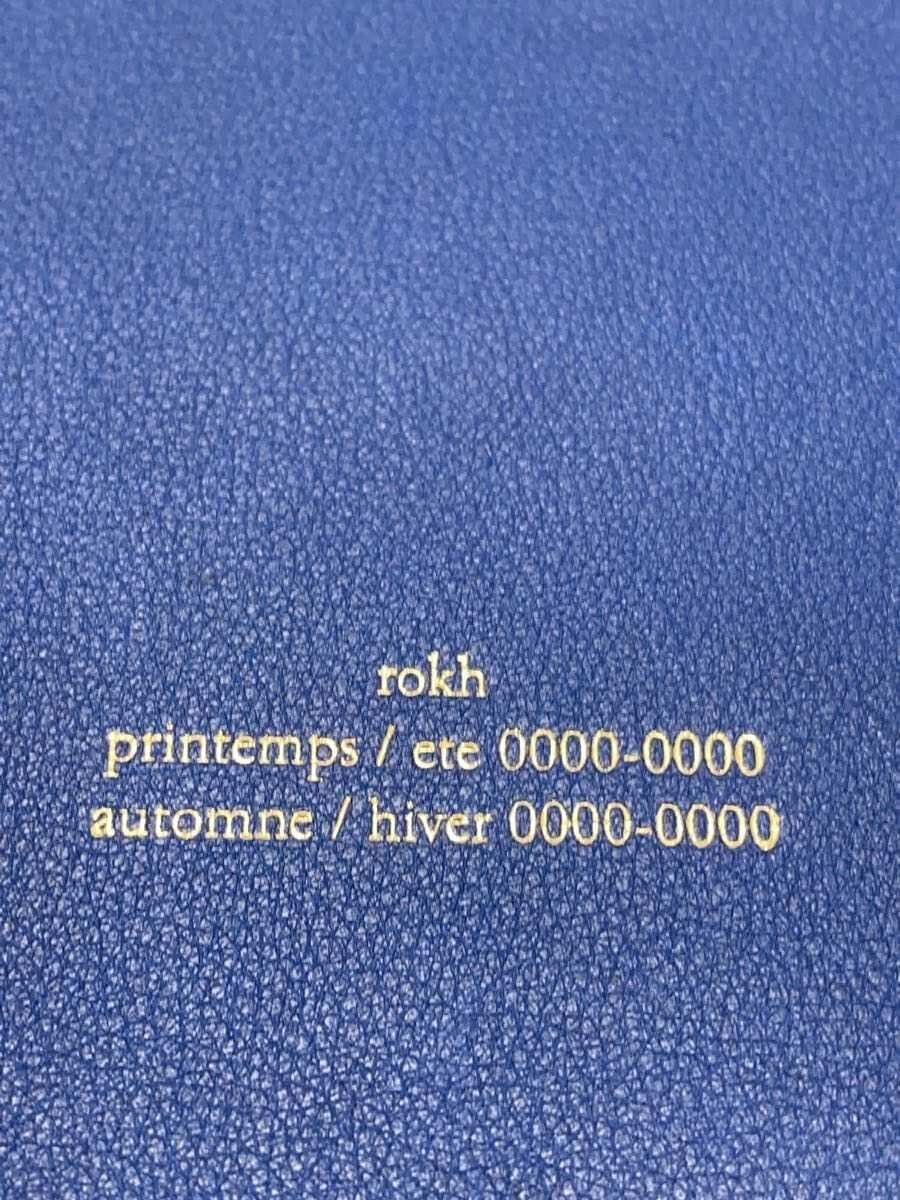 rokh
printemps / ete 0000-0000
automne / hiver 0000-0000